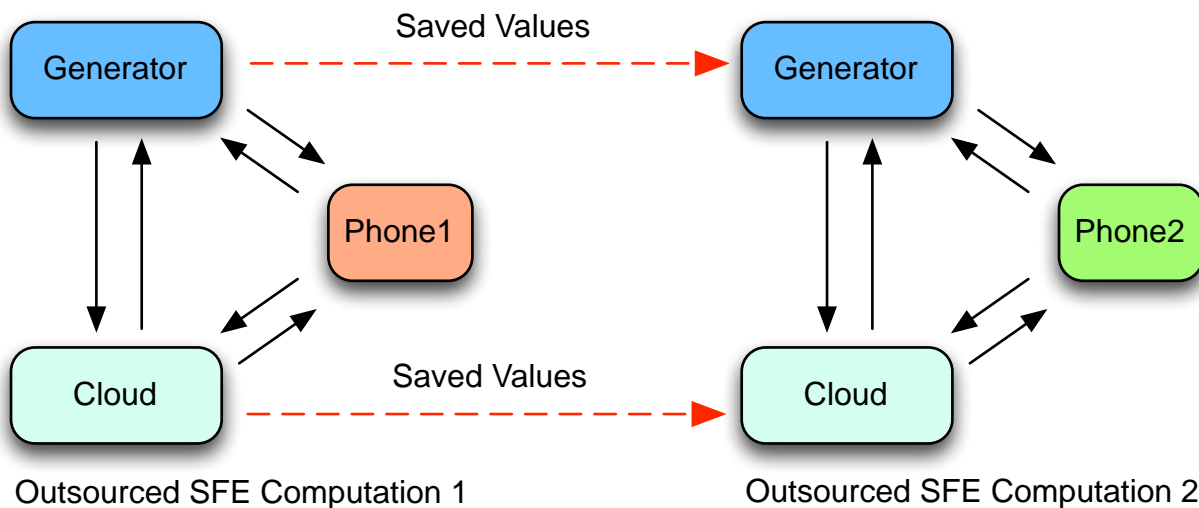 Saved Values
Generator
Generator
Phone1
Phone2
Saved Values
Cloud
Cloud
Outsourced SFE Computation 1
Outsourced SFE Computation 2